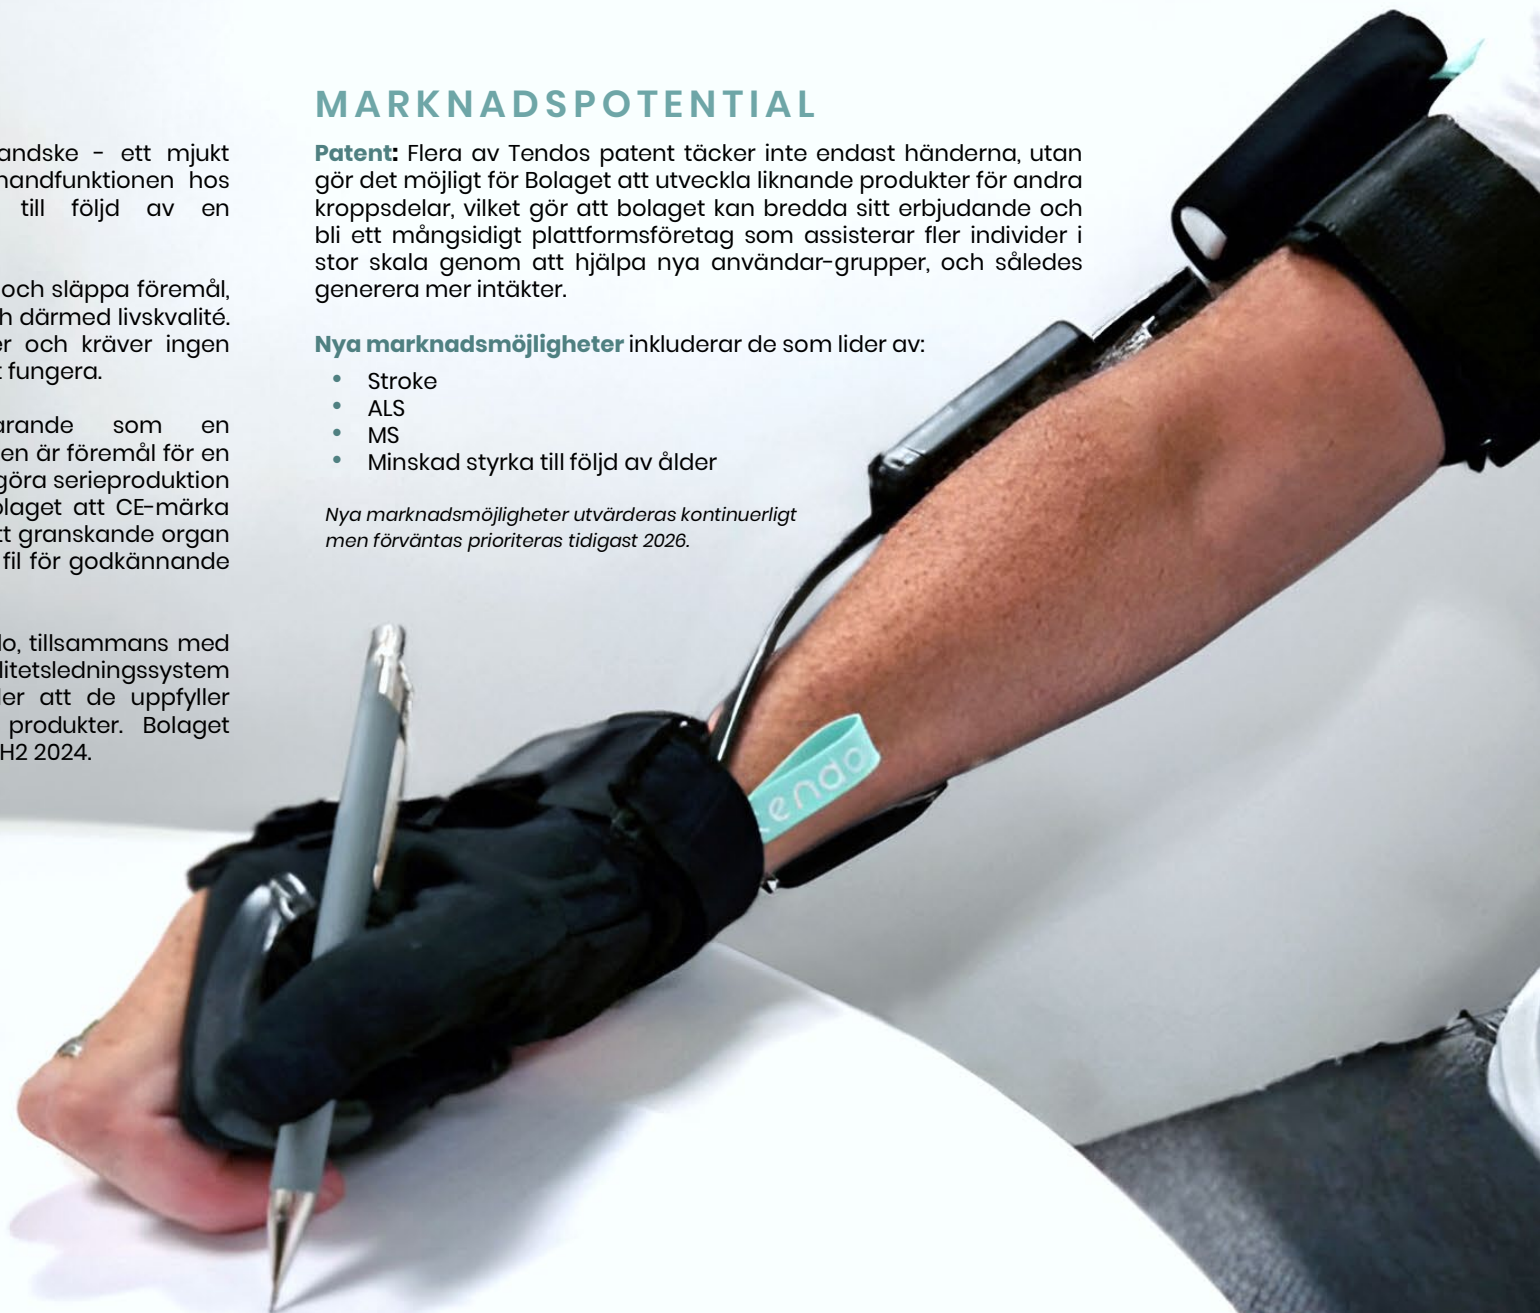 andske - ett mjukt
handfunktionen hos
till följd av en
och släppa föremål,
h därmed livskvalité.
er och kräver ingen
t fungera.
arande som en
en är föremål för en
göra serieproduktion
olaget att CE-märka
tt granskande organ
fil för godkännande
lo, tillsammans med
litetsledningssystem
ler att de uppfyller
produkter. Bolaget
H2 2024.
MARKNADSPOTENTIAL
Patent: Flera av Tendos patent täcker inte endast händerna, utan
gör det möjligt för Bolaget att utveckla liknande produkter för andra
kroppsdelar, vilket gör att bolaget kan bredda sitt erbjudande och
bli ett mångsidigt plattformsföretag som assisterar fler individer i
stor skala genom att hjälpa nya användar-grupper, och således
generera mer intäkter.
Nya marknadsmöjligheter inkluderar de som lider av:
• Stroke
• ALS
• MS
• Minskad styrka till följd av ålder
Nya marknadsmöjligheter utvärderas kontinuerligt
men förväntas prioriteras tidigast 2026.
tendo